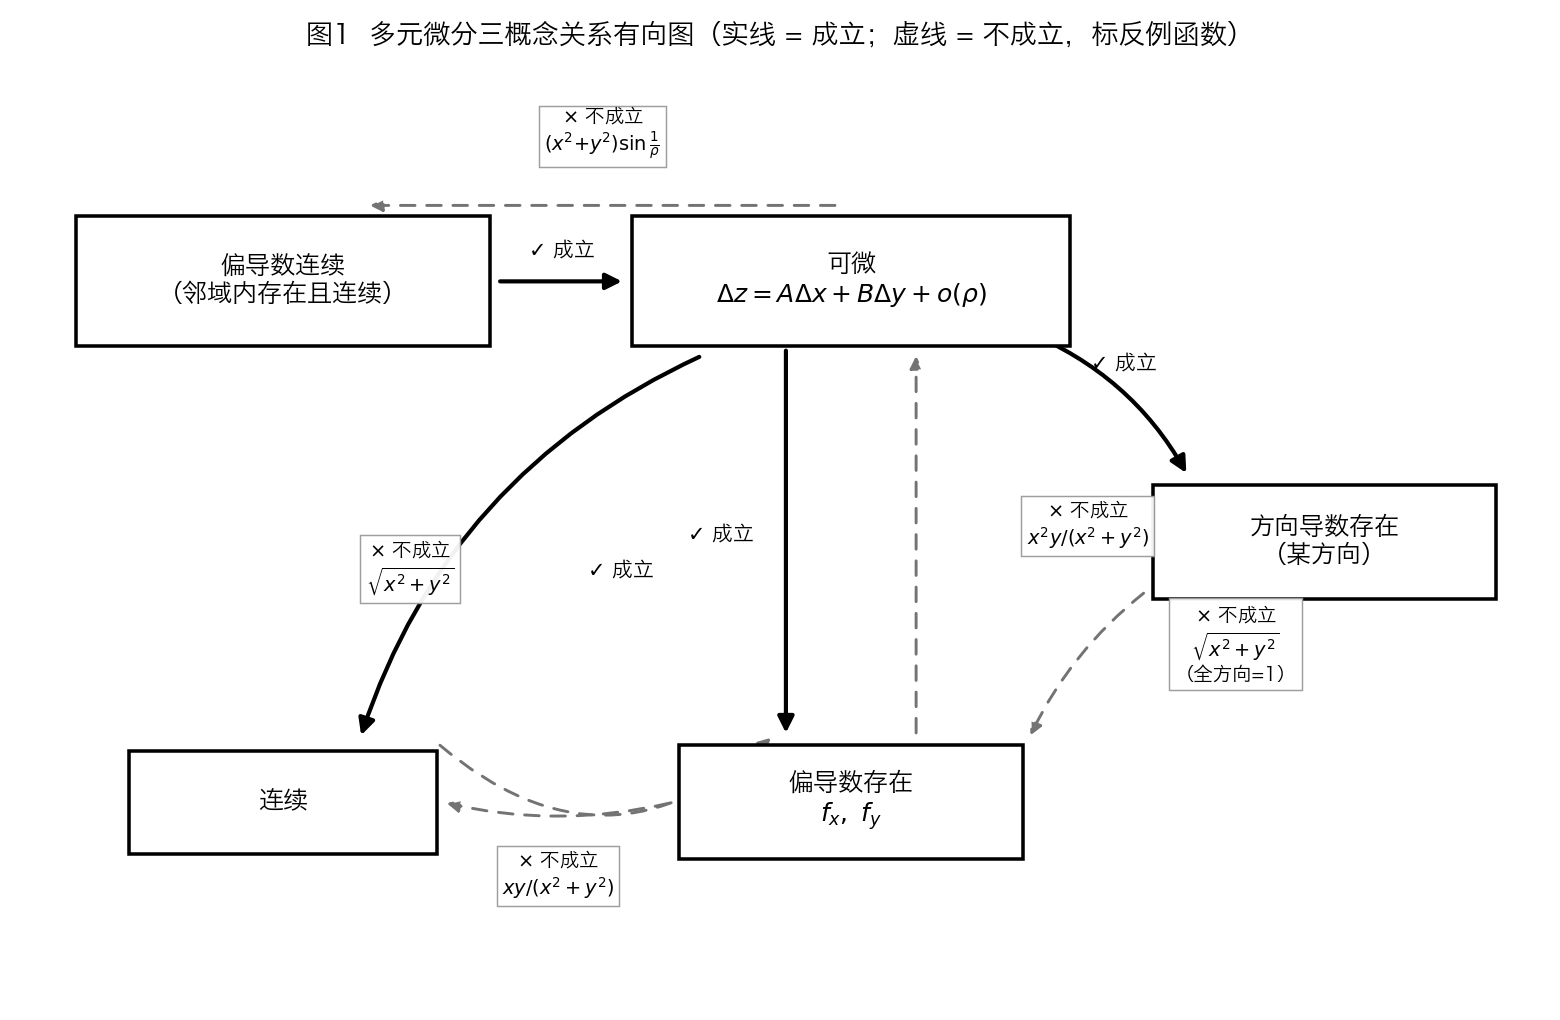 图1 多元微分三概念关系有向图（实线 = 成立；虚线 = 不成立，标反例函数）
× 不成立
(x²+y²)sin 1/ρ
偏导数连续
（邻域内存在且连续）
✓ 成立
可微
Δz = AΔx + BΔy + o(ρ)
✓ 成立
× 不成立
x²y/(x² + y²)
方向导数存在
（某方向）
✓ 成立
× 不成立
√(x² + y²)
✓ 成立
× 不成立
√(x² + y²)
（全方向=1）
连续
偏导数存在
fₓ, f_y
× 不成立
xy/(x² + y²)